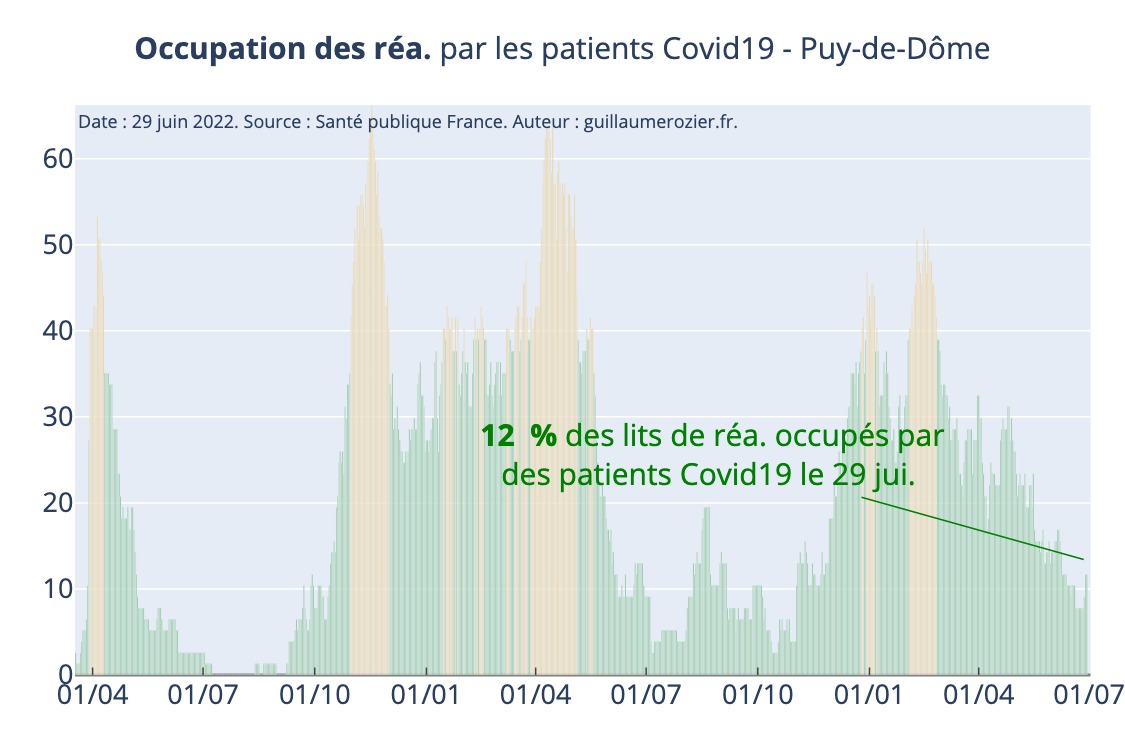 Occupation des réa. par les patients Covid19 - Puy-de-Dôme
Date : 29 juin 2022. Source : Santé publique France. Auteur : guillaumerozier.fr.
60
50
40
30
12 % des lits de réa. occupés par
des patients Covid19 le 29 jui.
20
10
0
01/04 01/07 01/10 01/01 01/04 01/07 01/10 01/01 01/04 01/07